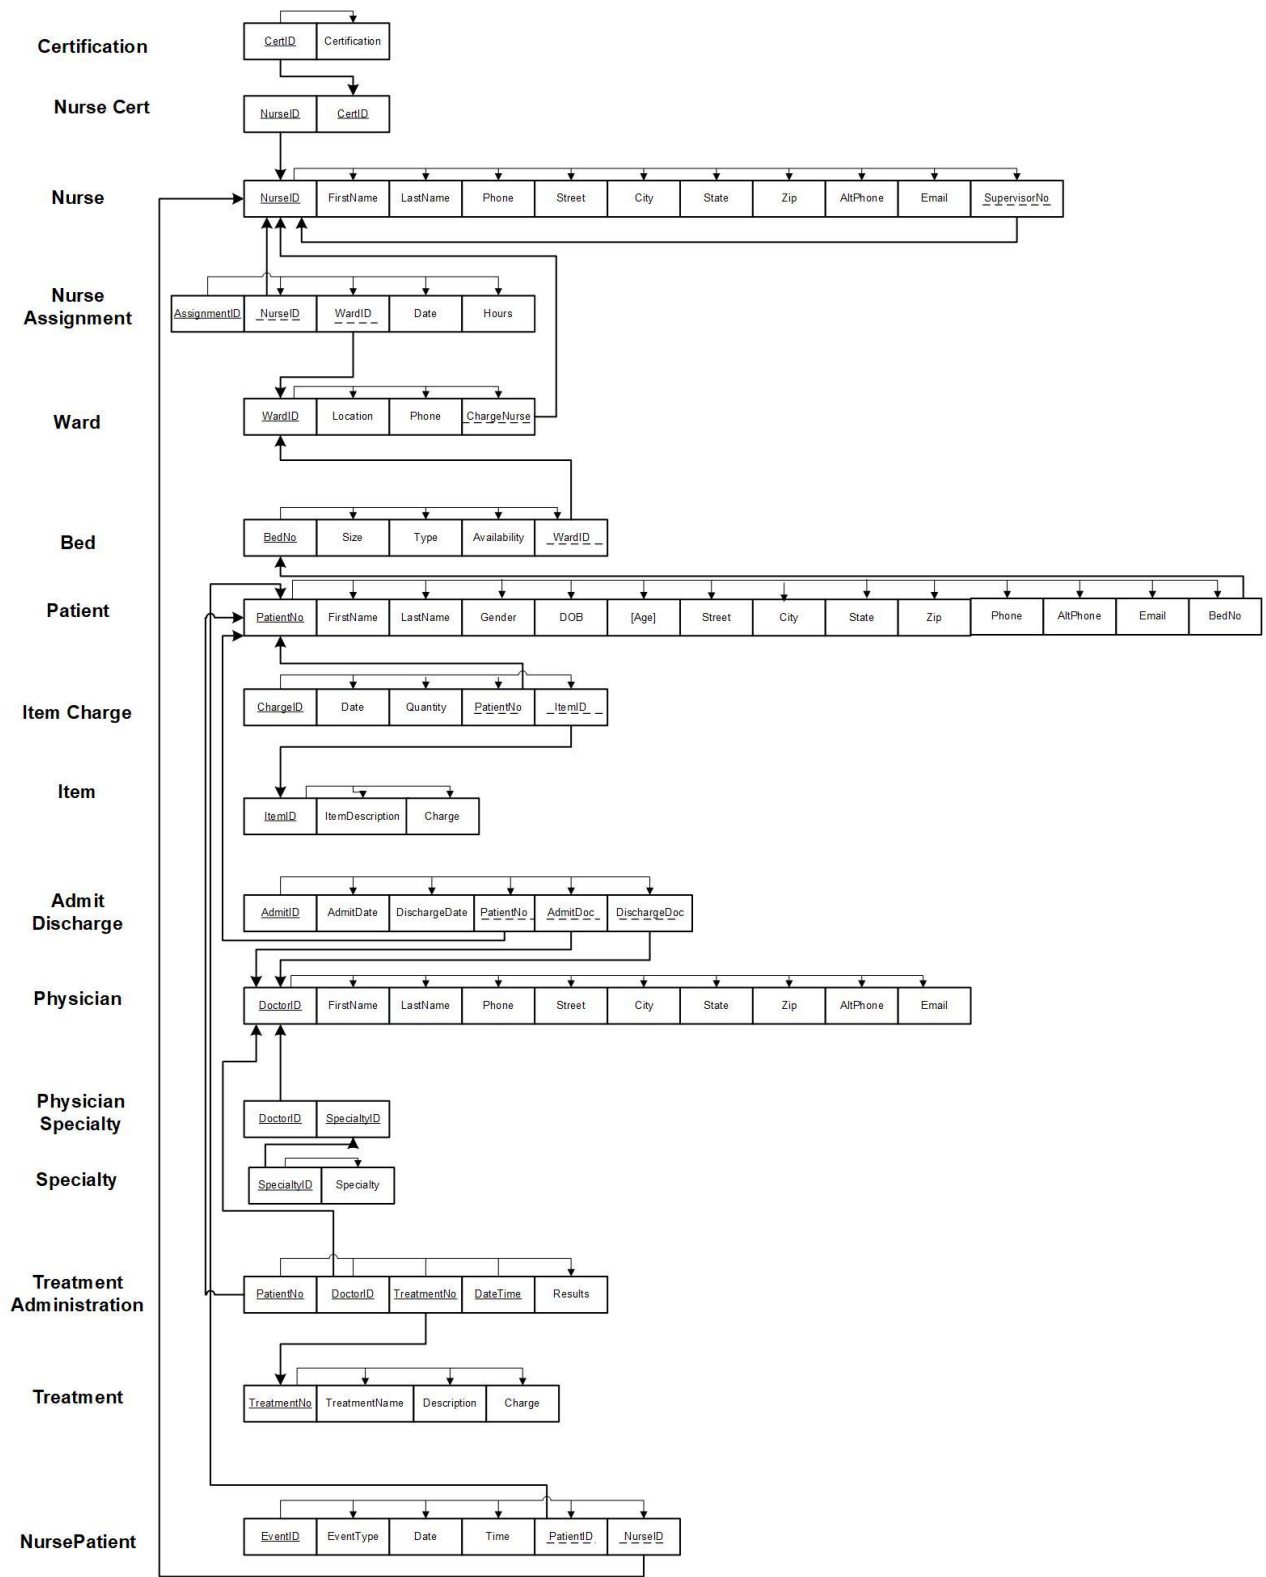 Certification
CertID Certification
Nurse Cert
NurseID CertID
Nurse
NurseID FirstName LastName Phone Street City State Zip AltPhone Email SupervisorNo
Nurse
Assignment
AssignmentID NurseID WardID Date Hours
Ward
WardID Location Phone ChargeNurse
Bed
BedNo Size Type Availability WardID
Patient
PatientNo FirstName LastName Gender DOB [Age] Street City State Zip Phone AltPhone Email BedNo
Item Charge
ChargeID Date Quantity PatientNo ItemID
Item
ItemID ItemDescription Charge
Admit
Discharge
AdmitID AdmitDate DischargeDate PatientNo AdmitDoc DischargeDoc
Physician
DoctorID FirstName LastName Phone Street City State Zip AltPhone Email
Physician
Specialty
DoctorID SpecialtyID
Specialty
SpecialtyID Specialty
Treatment
Administration
PatientNo DoctorID TreatmentNo DateTime Results
Treatment
TreatmentNo TreatmentName Description Charge
NursePatient
EventID EventType Date Time PatientID NurseID